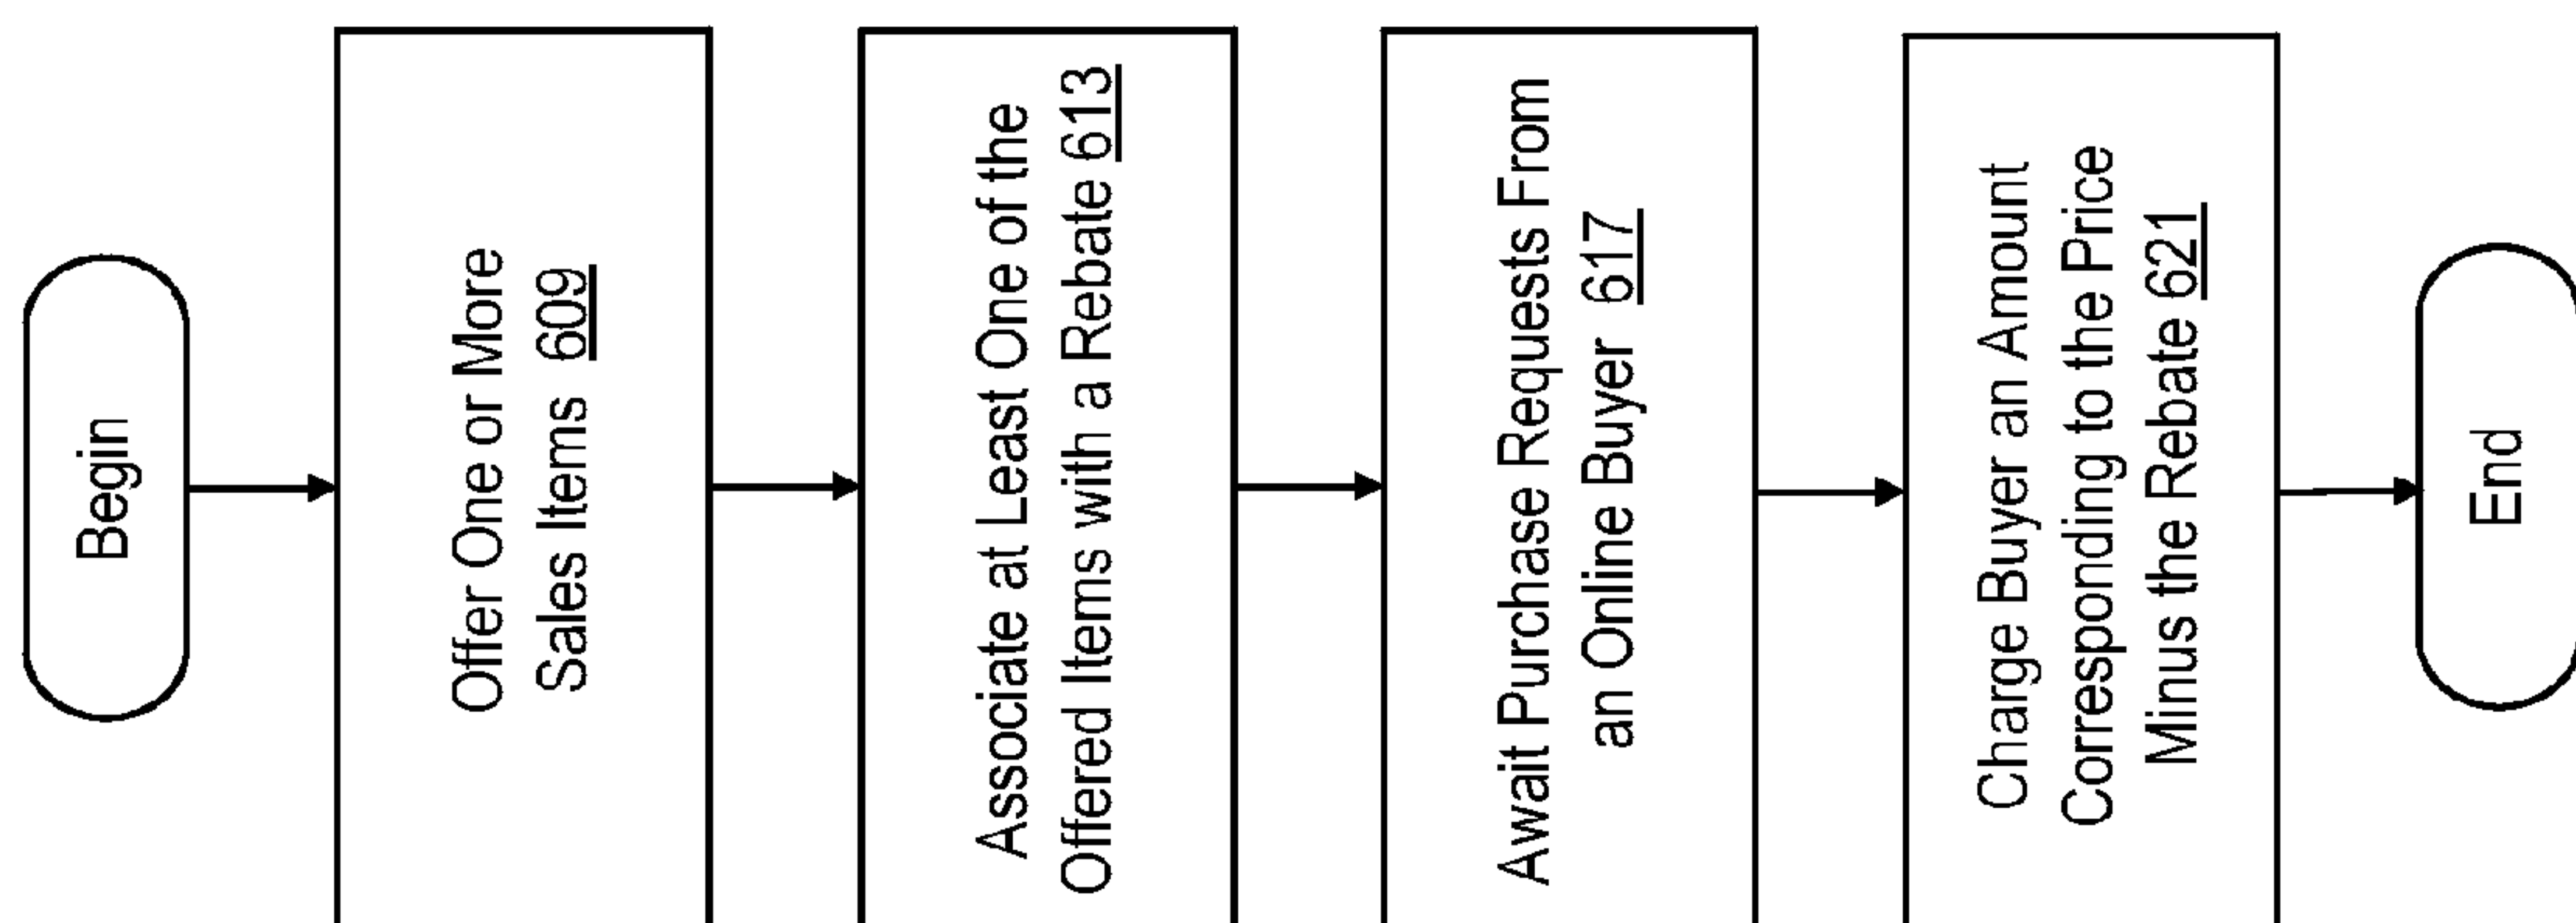 Begin
Offer One or More
Sales Items 609
Associate at Least One of the
Offered Items with a Rebate 613
Await Purchase Requests From
an Online Buyer 617
Charge Buyer an Amount
Corresponding to the Price
Minus the Rebate 621
End